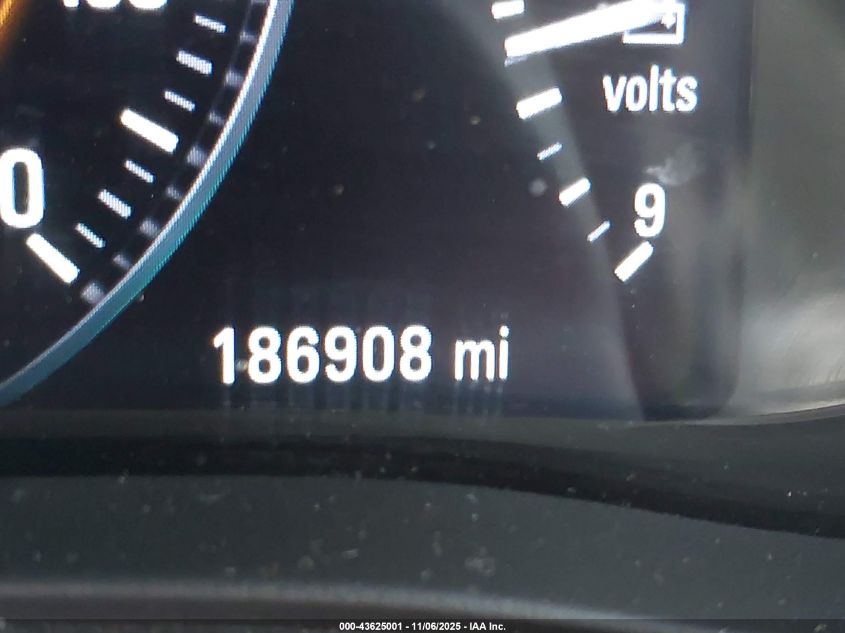 volts
0
9
186908 mi
000-43625001 - 11/06/2025 - IAA Inc.